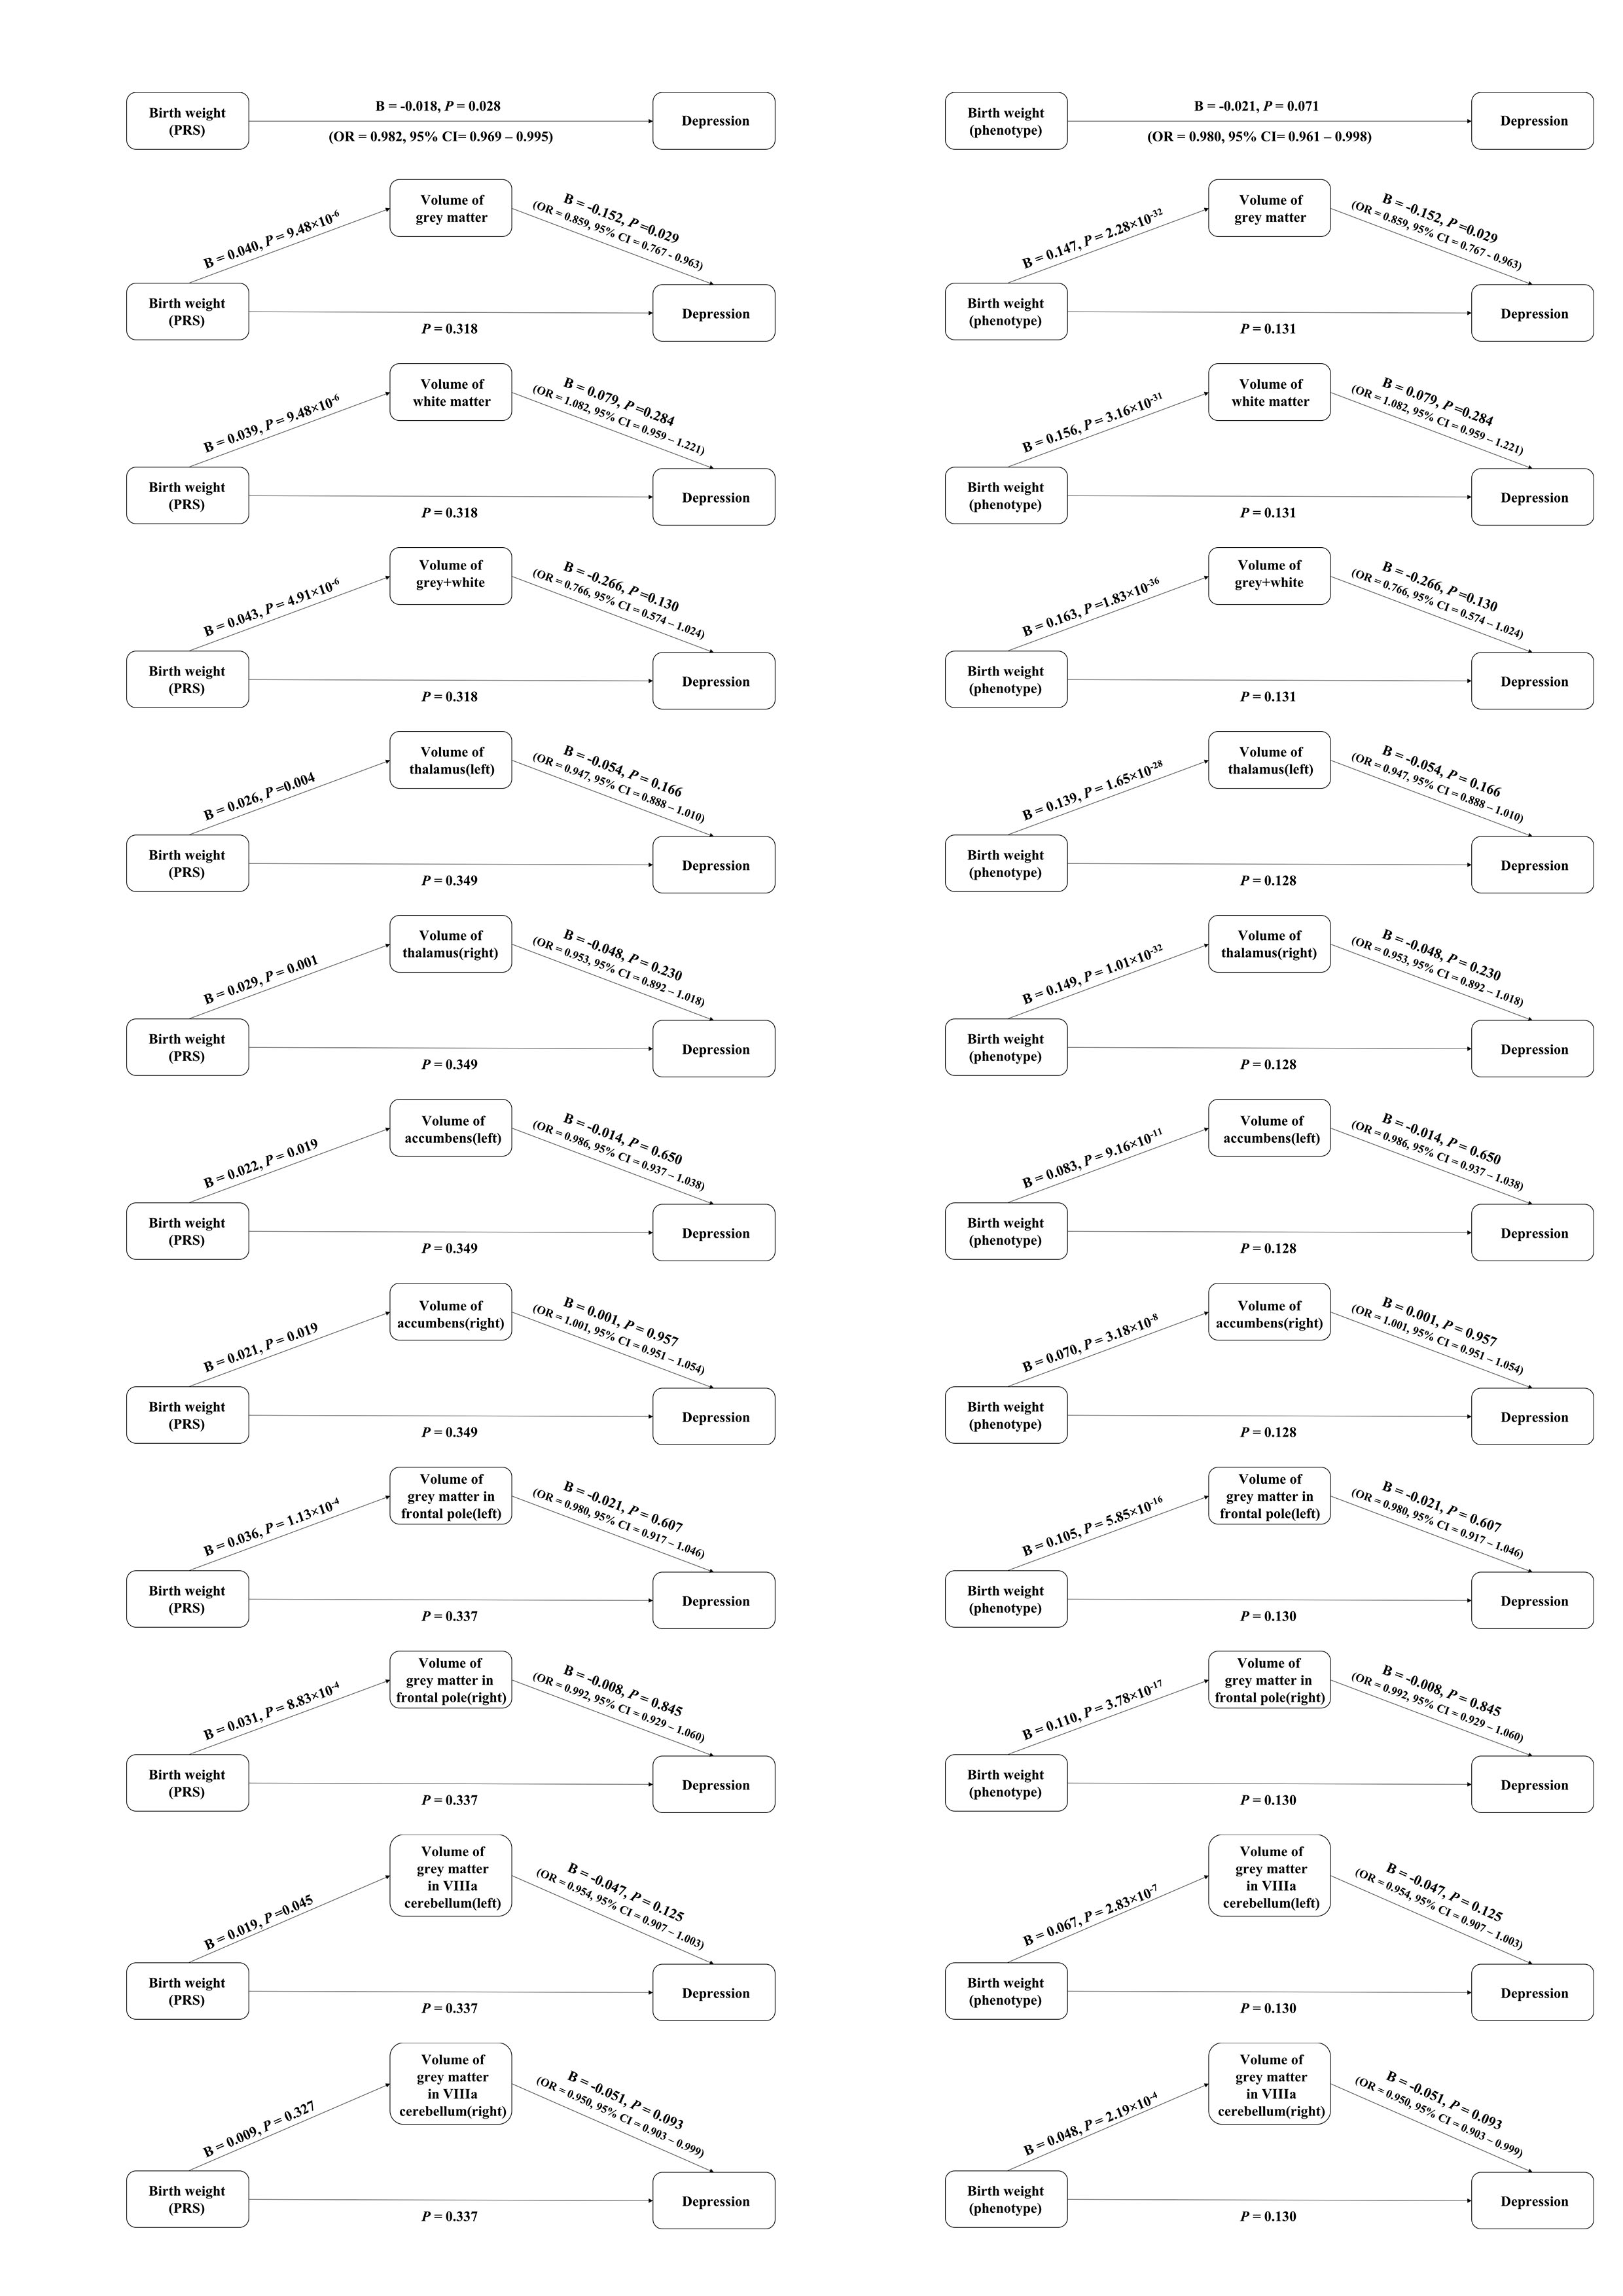 Birth weight
(PRS)
B = -0.018, P = 0.028
(OR = 0.982, 95% CI= 0.969 – 0.995)
Depression
Birth weight
(phenotype)
B = -0.021, P = 0.071
(OR = 0.980, 95% CI= 0.961 – 0.998)
Depression
Volume of
grey matter
B = 0.040, P = 9.48×10-6
B = -0.152, P =0.029
(OR = 0.859, 95% CI = 0.767 - 0.963)
Birth weight
(PRS)
P = 0.318
Depression
Volume of
grey matter
B = 0.147, P = 2.28×10-32
B = -0.152, P =0.029
(OR = 0.859, 95% CI = 0.767 - 0.963)
Birth weight
(phenotype)
P = 0.131
Depression
Volume of
white matter
B = 0.039, P = 9.48×10-6
B = 0.079, P =0.284
(OR = 1.082, 95% CI = 0.959 – 1.221)
Birth weight
(PRS)
P = 0.318
Depression
Volume of
white matter
B = 0.156, P = 3.16×10-31
B = 0.079, P =0.284
(OR = 1.082, 95% CI = 0.959 – 1.221)
Birth weight
(phenotype)
P = 0.131
Depression
Volume of
grey+white
B = 0.043, P = 4.91×10-6
B = -0.266, P =0.130
(OR = 0.766, 95% CI = 0.574 – 1.024)
Birth weight
(PRS)
P = 0.318
Depression
Volume of
grey+white
B = 0.163, P =1.83×10-36
B = -0.266, P =0.130
(OR = 0.766, 95% CI = 0.574 – 1.024)
Birth weight
(phenotype)
P = 0.131
Depression
Volume of
thalamus(left)
B = 0.026, P =0.004
B = -0.054, P = 0.166
(OR = 0.947, 95% CI = 0.888 – 1.010)
Birth weight
(PRS)
P = 0.349
Depression
Volume of
thalamus(left)
B = 0.139, P = 1.65×10-28
B = -0.054, P = 0.166
(OR = 0.947, 95% CI = 0.888 – 1.010)
Birth weight
(phenotype)
P = 0.128
Depression
Volume of
thalamus(right)
B = 0.029, P = 0.001
B = -0.048, P = 0.230
(OR = 0.953, 95% CI = 0.892 – 1.018)
Birth weight
(PRS)
P = 0.349
Depression
Volume of
thalamus(right)
B = 0.149, P = 1.01×10-32
B = -0.048, P = 0.230
(OR = 0.953, 95% CI = 0.892 – 1.018)
Birth weight
(phenotype)
P = 0.128
Depression
Volume of
accumbens(left)
B = 0.022, P = 0.019
B = -0.014, P = 0.650
(OR = 0.986, 95% CI = 0.937 – 1.038)
Birth weight
(PRS)
P = 0.349
Depression
Volume of
accumbens(left)
B = 0.083, P = 9.16×10-11
B = -0.014, P = 0.650
(OR = 0.986, 95% CI = 0.937 – 1.038)
Birth weight
(phenotype)
P = 0.128
Depression
Volume of
accumbens(right)
B = 0.021, P = 0.019
B = 0.001, P = 0.957
(OR = 1.001, 95% CI = 0.951 – 1.054)
Birth weight
(PRS)
P = 0.349
Depression
Volume of
accumbens(right)
B = 0.070, P = 3.18×10-8
B = 0.001, P = 0.957
(OR = 1.001, 95% CI = 0.951 – 1.054)
Birth weight
(phenotype)
P = 0.128
Depression
Volume of
grey matter in
frontal pole(left)
B = 0.036, P = 1.13×10-4
B = -0.021, P = 0.607
(OR = 0.980, 95% CI = 0.917 – 1.046)
Birth weight
(PRS)
P = 0.337
Depression
Volume of
grey matter in
frontal pole(left)
B = 0.105, P = 5.85×10-16
B = -0.021, P = 0.607
(OR = 0.980, 95% CI = 0.917 – 1.046)
Birth weight
(phenotype)
P = 0.130
Depression
Volume of
grey matter in
frontal pole(right)
B = 0.031, P = 8.83×10-4
B = -0.008, P = 0.845
(OR = 0.992, 95% CI = 0.929 – 1.060)
Birth weight
(PRS)
P = 0.337
Depression
Volume of
grey matter in
frontal pole(right)
B = 0.110, P = 3.78×10-17
B = -0.008, P = 0.845
(OR = 0.992, 95% CI = 0.929 – 1.060)
Birth weight
(phenotype)
P = 0.130
Depression
Volume of
grey matter
in VIIIa
cerebellum(left)
B = 0.019, P =0.045
B = -0.047, P = 0.125
(OR = 0.954, 95% CI = 0.907 – 1.003)
Birth weight
(PRS)
P = 0.337
Depression
Volume of
grey matter
in VIIIa
cerebellum(left)
B = 0.067, P = 2.83×10-7
B = -0.047, P = 0.125
(OR = 0.954, 95% CI = 0.907 – 1.003)
Birth weight
(phenotype)
P = 0.130
Depression
Volume of
grey matter
in VIIIa
cerebellum(right)
B = 0.009, P = 0.327
B = -0.051, P = 0.093
(OR = 0.950, 95% CI = 0.903 – 0.999)
Birth weight
(PRS)
P = 0.337
Depression
Volume of
grey matter
in VIIIa
cerebellum(right)
B = 0.048, P = 2.19×10-4
B = -0.051, P = 0.093
(OR = 0.950, 95% CI = 0.903 – 0.999)
Birth weight
(phenotype)
P = 0.130
Depression